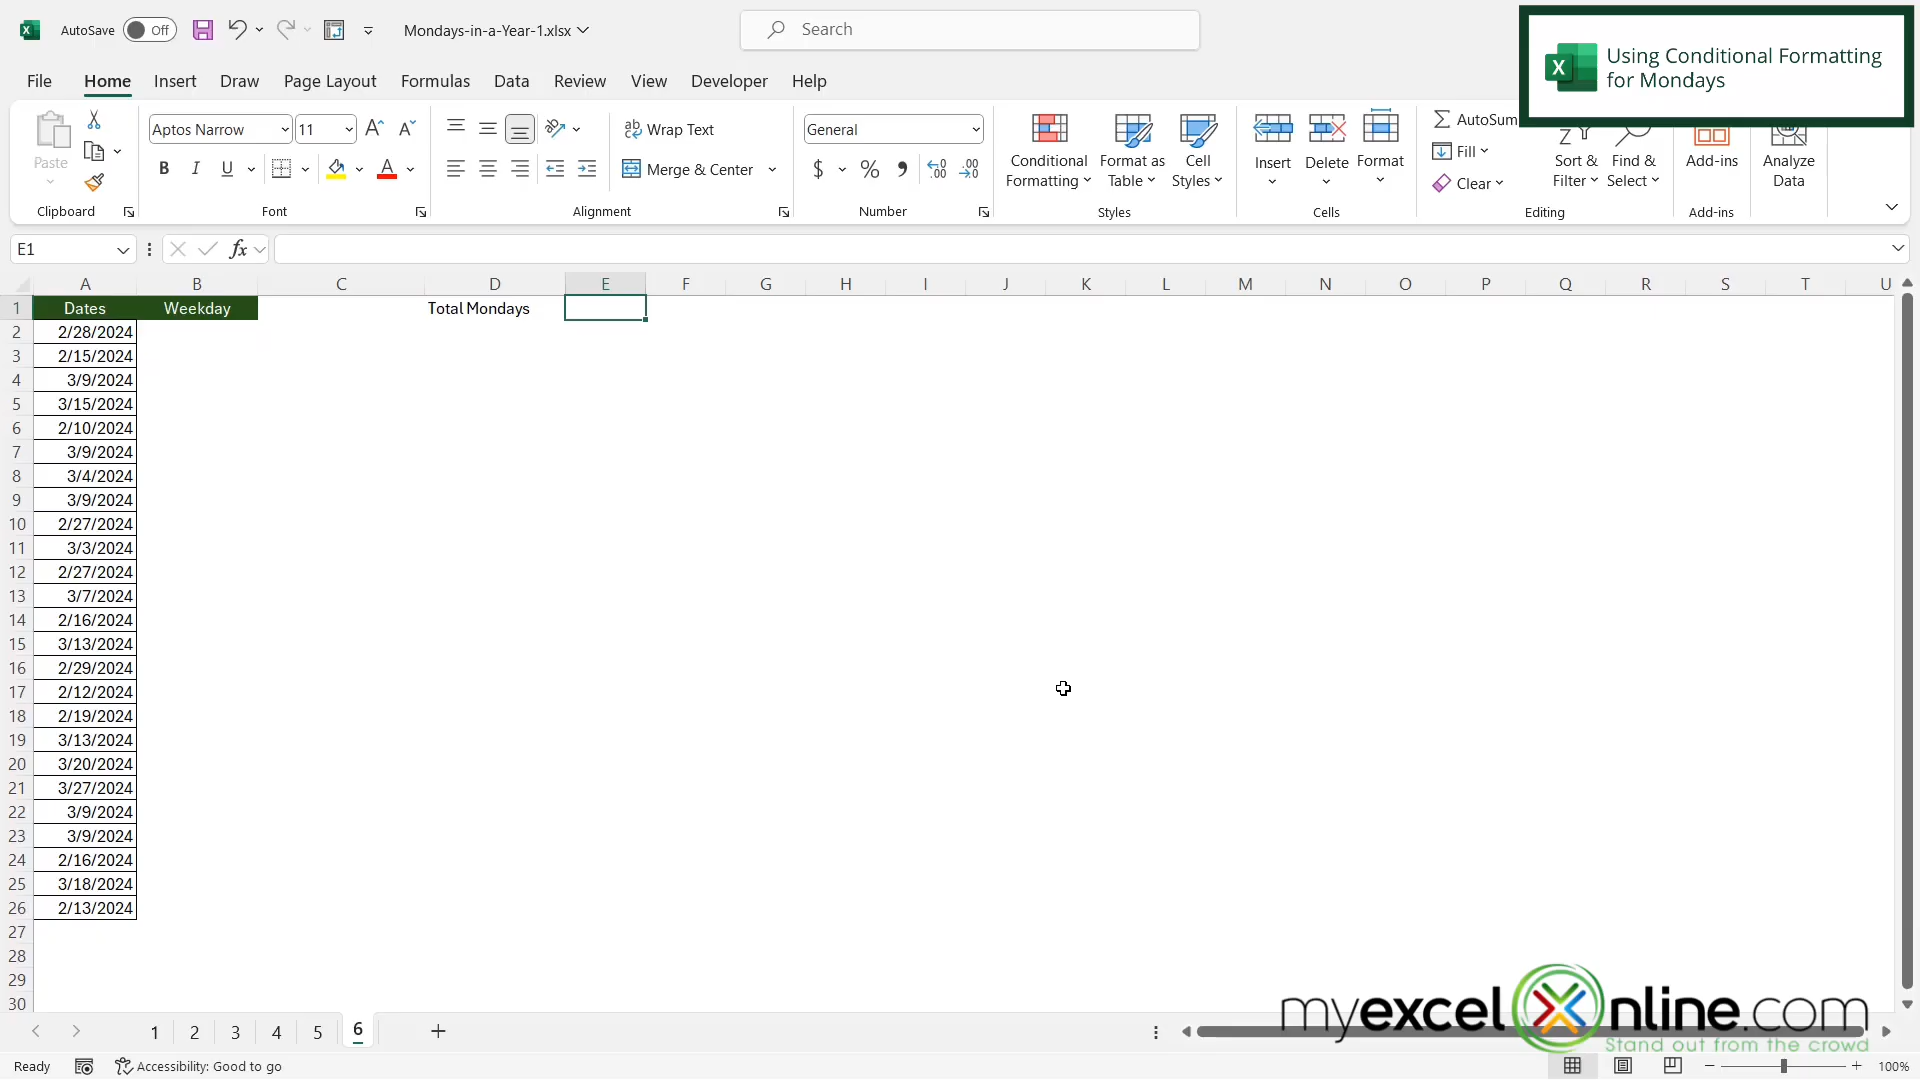 AutoSave Off Mondays-in-a-Year-1.xlsx Search
Using Conditional Formatting
for Mondays
File Home Insert Draw Page Layout Formulas Data Review View Developer Help
Paste
Clipboard
Aptos Narrow 11
B I U
Font
Wrap Text
Merge & Center
Alignment
General
$ % 9
Number
Conditional
Formatting
Format as
Table
Cell
Styles
Styles
Insert
Delete
Format
Cells
AutoSum
Fill
Clear
Sort &
Filter
Find &
Select
Editing
Add-ins
Add-ins
Analyze
Data
E1 fx
A B C D E F G H I J K L M N O P Q R S T U
1 Dates Weekday Total Mondays
2 2/28/2024
3 2/15/2024
4 3/9/2024
5 3/15/2024
6 2/10/2024
7 3/9/2024
8 3/4/2024
9 3/9/2024
10 2/27/2024
11 3/3/2024
12 2/27/2024
13 3/7/2024
14 2/16/2024
15 3/13/2024
16 2/29/2024
17 2/12/2024
18 2/19/2024
19 3/13/2024
20 3/20/2024
21 3/27/2024
22 3/9/2024
23 3/9/2024
24 2/16/2024
25 3/18/2024
26 2/13/2024
27
28
29
30
myexcelonline.com
Stand out from the crowd
1 2 3 4 5 6 +
Ready Accessibility: Good to go 100%